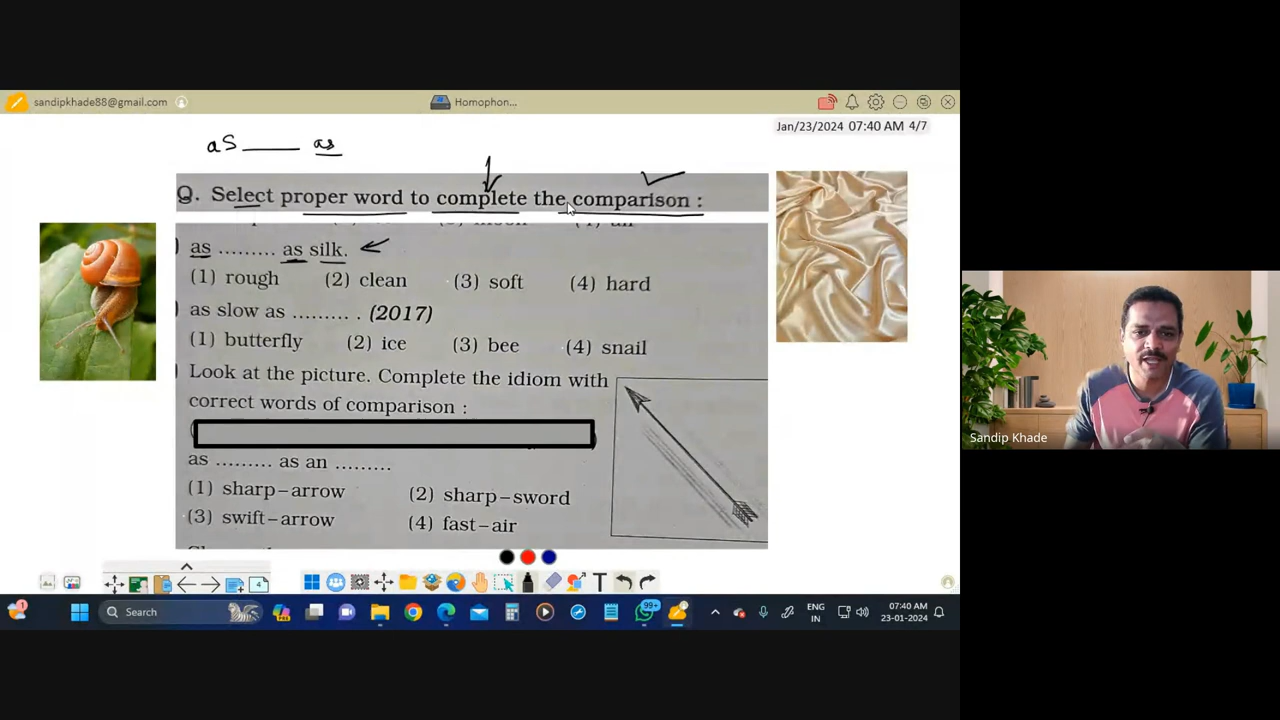 sandipkhade88@gmail.com
Homophon...
Jan/23/2024 07:40 AM 4/7
as ____ as
Q. Select proper word to complete the comparison :
as ......... as silk.
(1) rough (2) clean (3) soft (4) hard
as slow as ......... . (2017)
(1) butterfly (2) ice (3) bee (4) snail
Look at the picture. Complete the idiom with
correct words of comparison :
as ......... as an .........
(1) sharp–arrow (2) sharp–sword
(3) swift–arrow (4) fast–air
Sandip Khade
4
T
Search
PRE
99+
ENG
IN
07:40 AM
23-01-2024
1